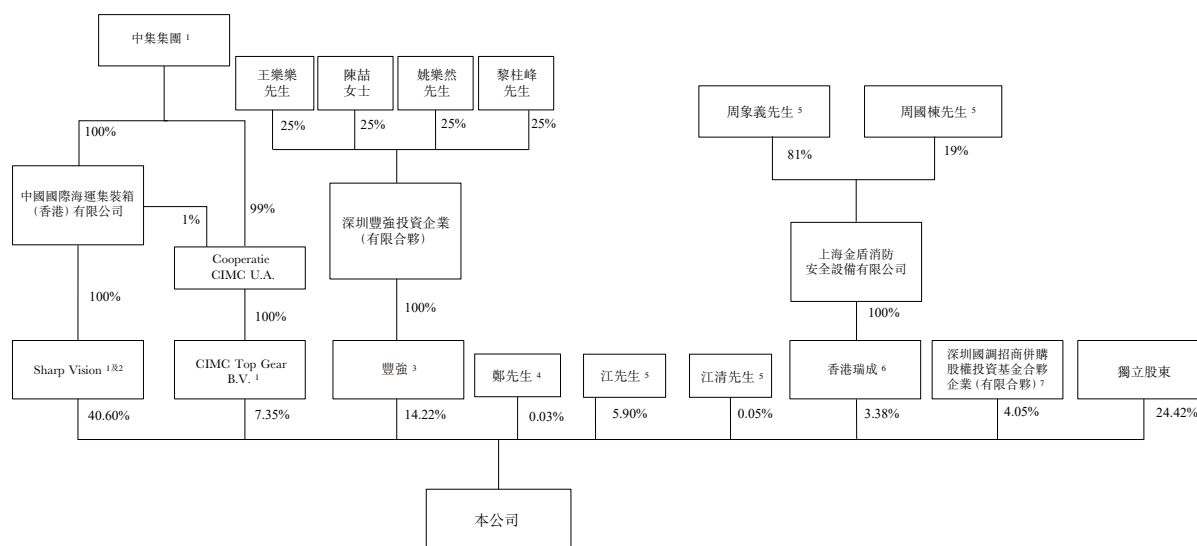 中集集團 1
王樂樂
先生
陳喆
女士
姚樂然
先生
黎柱峰
先生
周象義先生 5
周國棟先生 5
25%
25%
25%
25%
100%
81%
19%
中國國際海運集裝箱
(香港)有限公司
1%
99%
深圳豐強投資企業
(有限合夥)
上海金盾消防
安全設備有限公司
Cooperatie
CIMC U.A.
100%
100%
100%
100%
Sharp Vision 1及2
CIMC Top Gear
B.V. 1
豐強 3
鄭先生 4
江先生 5
江清先生 5
香港瑞成 6
深圳國調招商併購
股權投資基金合夥
企業(有限合夥) 7
獨立股東
40.60%
7.35%
14.22%
0.03%
5.90%
0.05%
3.38%
4.05%
24.42%
本公司